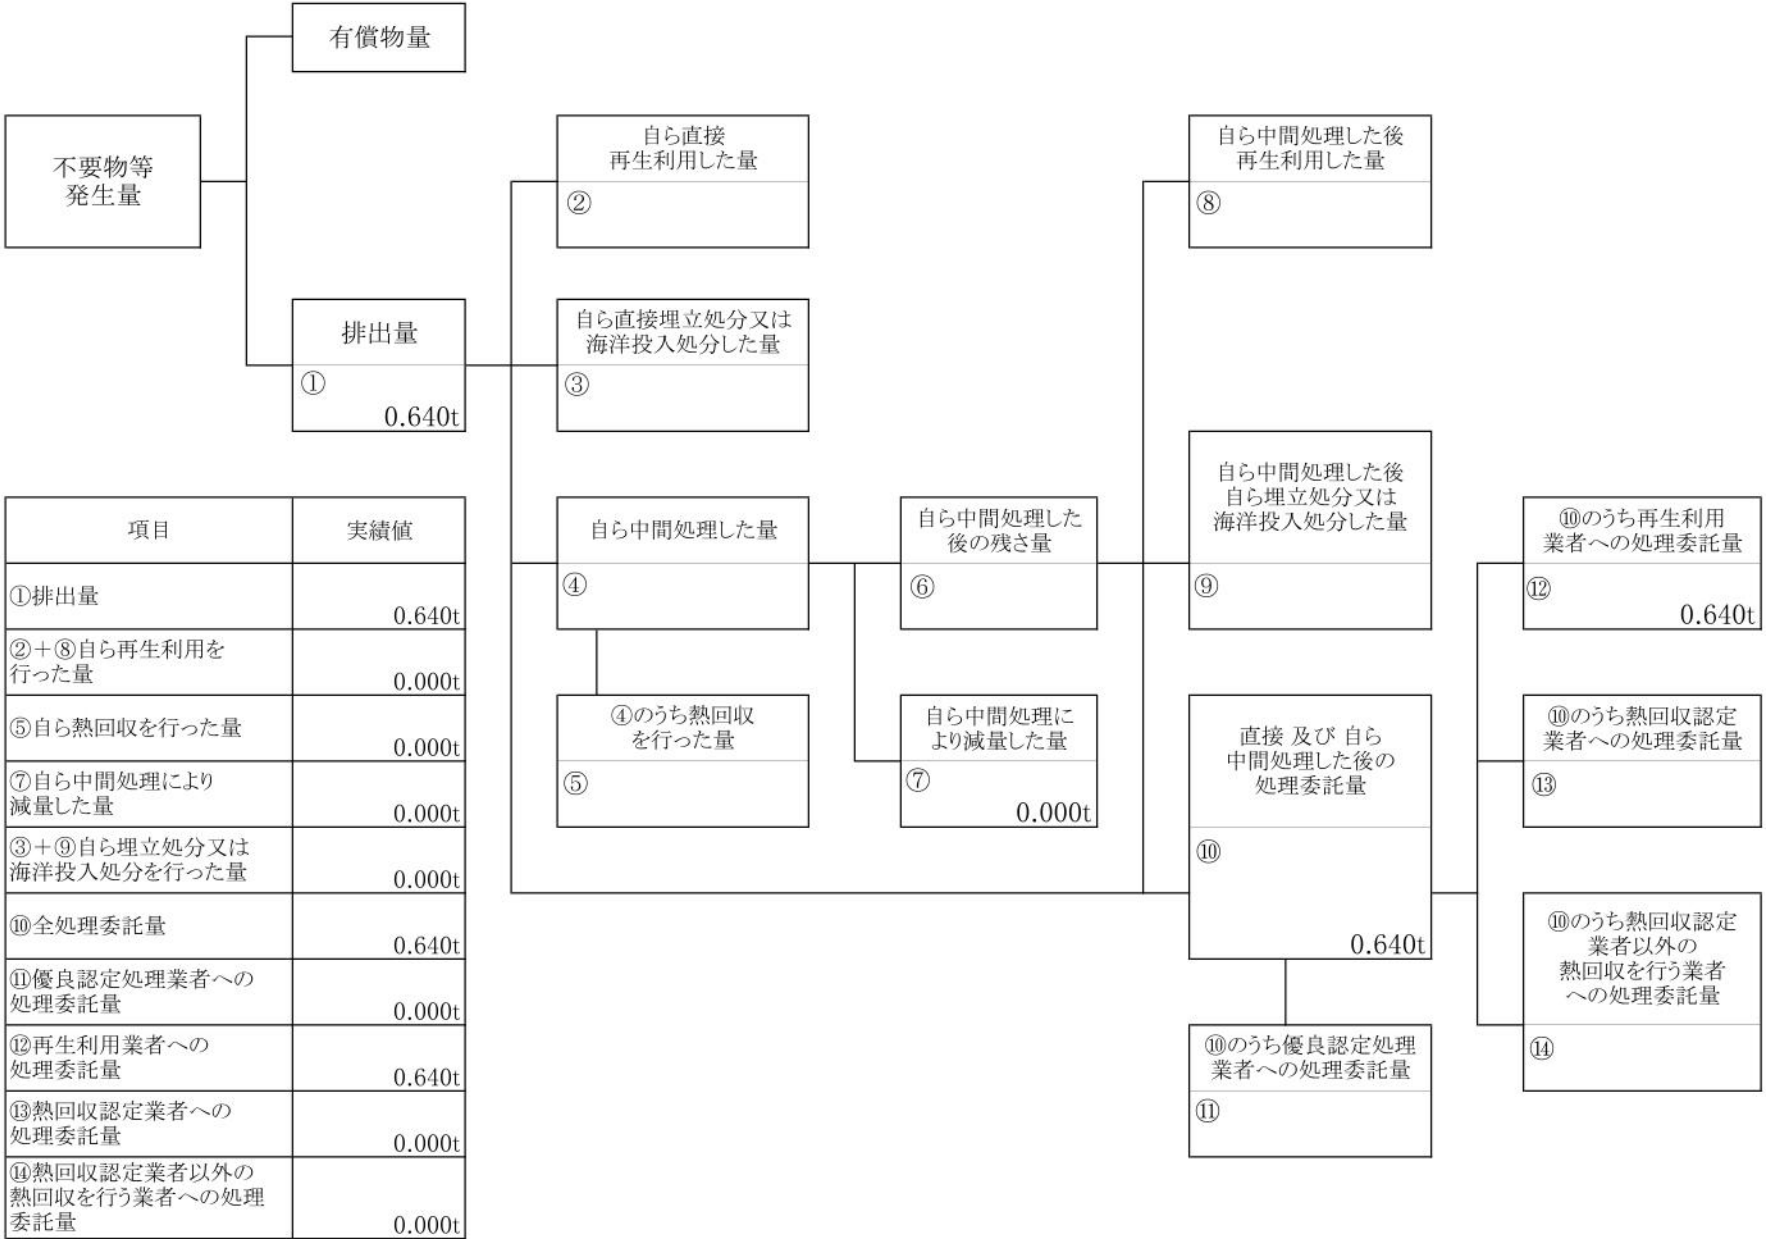 有償物量
不要物等
発生量
自ら直接
再生利用した量
②
自ら中間処理した後
再生利用した量
⑧
排出量
①
0.640t
自ら直接埋立処分又は
海洋投入処分した量
③
自ら中間処理した量
④
自ら中間処理した
後の残さ量
⑥
自ら中間処理した後
自ら埋立処分又は
海洋投入処分した量
⑨
⑩のうち再生利用
業者への処理委託量
⑫
0.640t
④のうち熱回収
を行った量
⑤
自ら中間処理に
より減量した量
⑦
0.000t
直接 及び 自ら
中間処理した後の
処理委託量
⑩
0.640t
⑩のうち熱回収認定
業者への処理委託量
⑬
⑩のうち熱回収認定
業者以外の
熱回収を行う業者
への処理委託量
⑭
⑩のうち優良認定処理
業者への処理委託量
⑪
項目 実績値
①排出量
0.640t
②+⑧自ら再生利用を
行った量
0.000t
⑤自ら熱回収を行った量
0.000t
⑦自ら中間処理により
減量した量
0.000t
③+⑨自ら埋立処分又は
海洋投入処分を行った量
0.000t
⑩全処理委託量
0.640t
⑪優良認定処理業者への
処理委託量
0.000t
⑫再生利用業者への
処理委託量
0.640t
⑬熱回収認定業者への
処理委託量
0.000t
⑭熱回収認定業者以外の
熱回収を行う業者への処理
委託量
0.000t